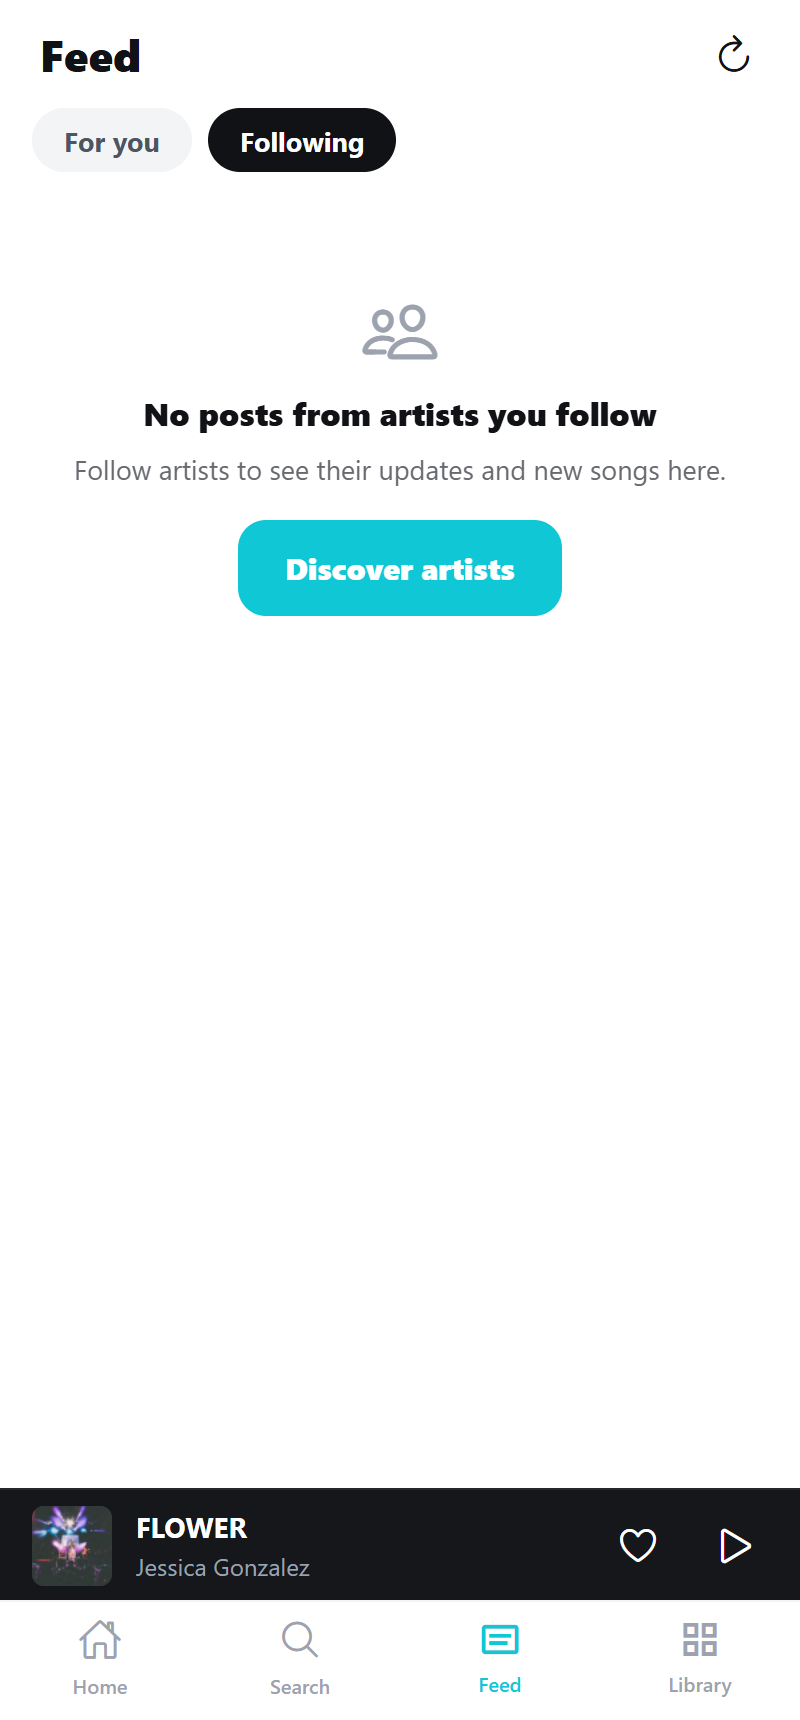 Feed
For you
Following
No posts from artists you follow
Follow artists to see their updates and new songs here.
Discover artists
FLOWER
Jessica Gonzalez
Home
Search
Feed
Library